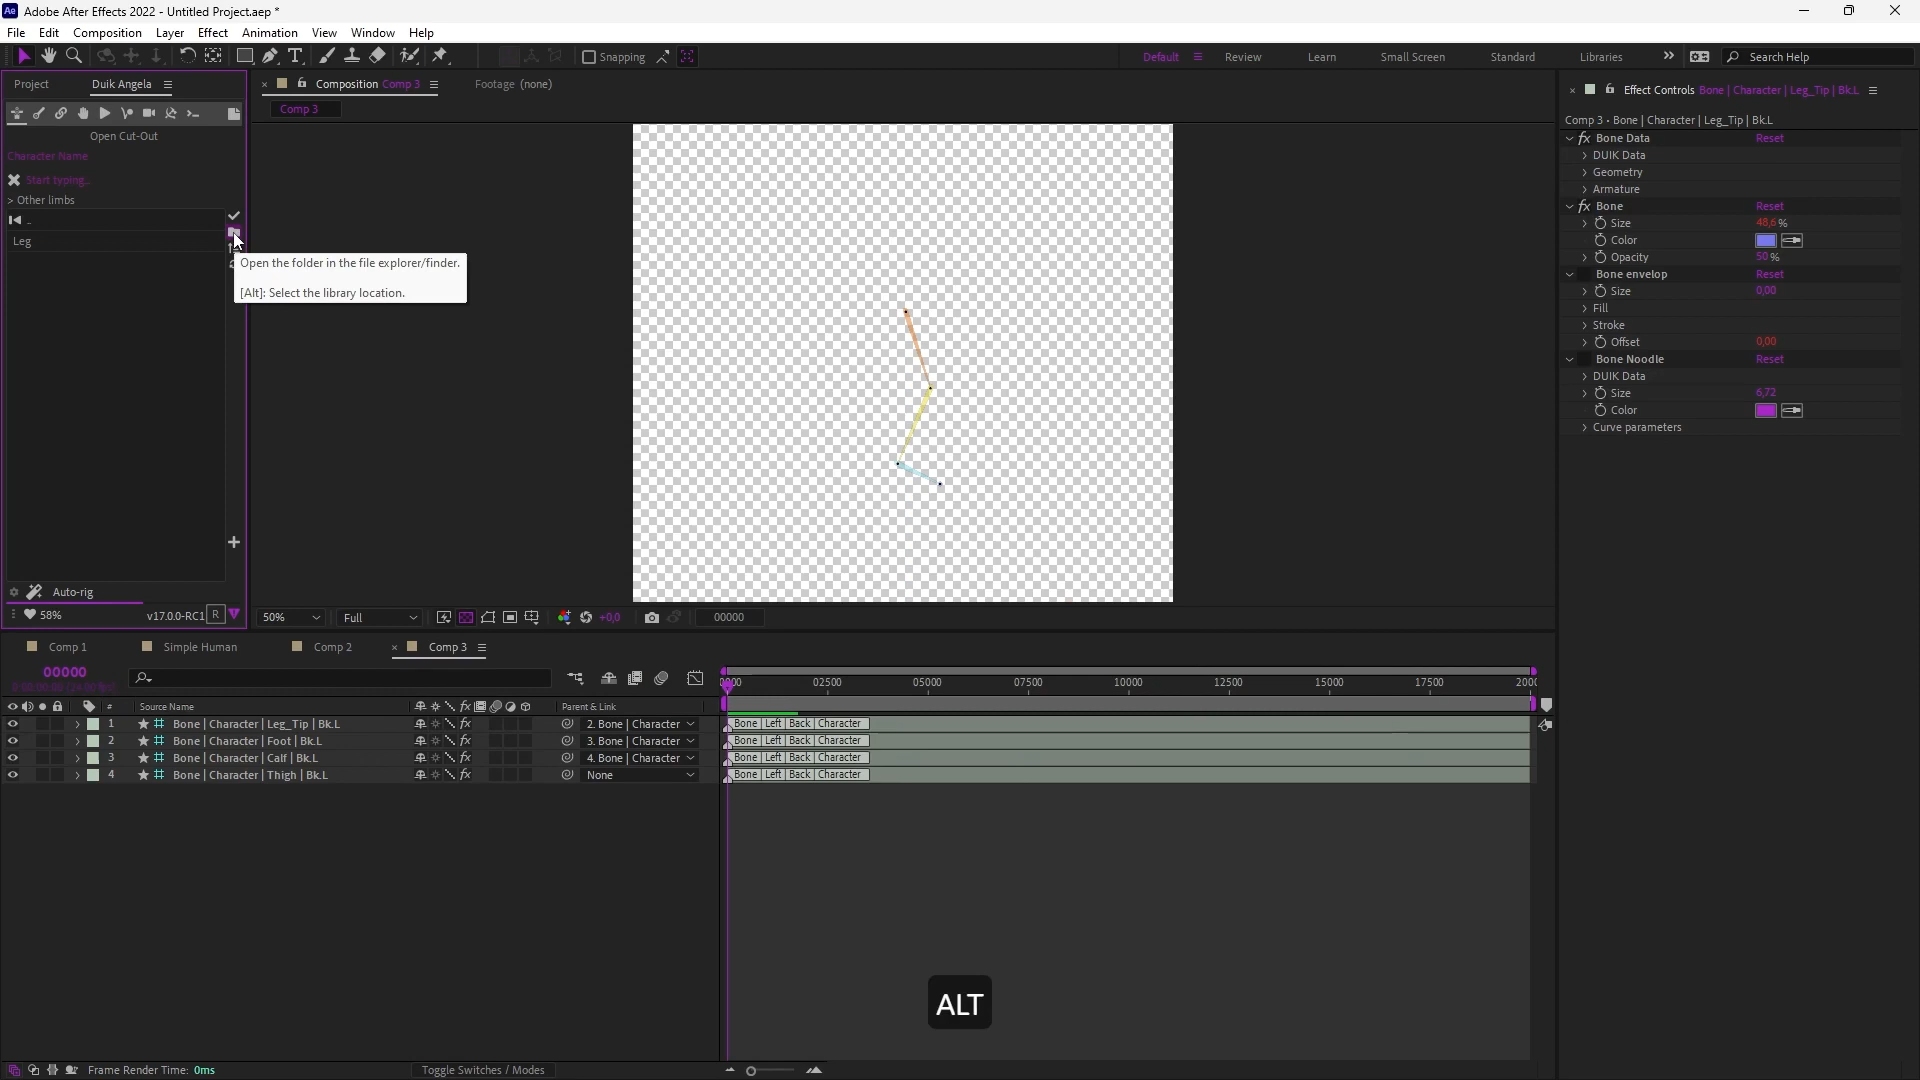 Adobe After Effects 2022 - Untitled Project.aep *
File Edit Composition Layer Effect Animation View Window Help
Snapping
Default Review Learn Small Screen Standard Libraries Search Help
Project Duik Angela
Composition Comp 3 Footage (none)
Comp 3
Open Cut-Out
Character Name
Start typing...
> Other limbs
..
Leg
Open the folder in the file explorer/finder.
[Alt]: Select the library location.
Auto-rig
58% v17.0.0-RC1 R
50% Full +0,0 00000
Effect Controls Bone | Character | Leg_Tip | Bk.L
Comp 3 • Bone | Character | Leg_Tip | Bk.L
fx Bone Data Reset
DUIK Data
Geometry
Armature
fx Bone Reset
Size 48,6 %
Color
Opacity 50 %
Bone envelop Reset
Size 0,00
Fill
Stroke
Offset 0,00
Bone Noodle Reset
DUIK Data
Size 6,72
Color
Curve parameters
Comp 1 Simple Human Comp 2 Comp 3
00000
02500 05000 07500 10000 12500 15000 17500
# Source Name fx Parent & Link
1 Bone | Character | Leg_Tip | Bk.L fx 2. Bone | Character Bone | Left | Back | Character
2 Bone | Character | Foot | Bk.L fx 3. Bone | Character Bone | Left | Back | Character
3 Bone | Character | Calf | Bk.L fx 4. Bone | Character Bone | Left | Back | Character
4 Bone | Character | Thigh | Bk.L fx None Bone | Left | Back | Character
ALT
Frame Render Time: 0ms Toggle Switches / Modes